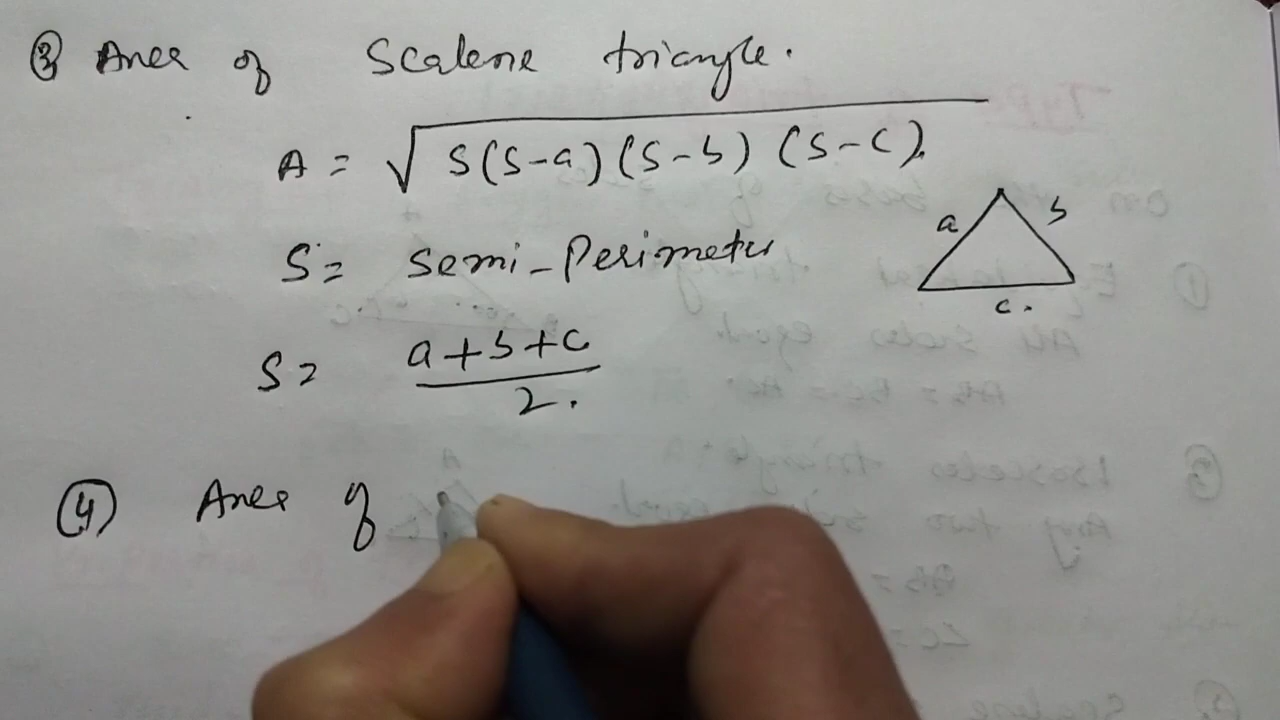 ③ Area of Scalene triangle.
A = √s(s-a)(s-b)(s-c).
a b
S = Semi-Perimeter
c.
S = a+b+c
2.
④ Area of